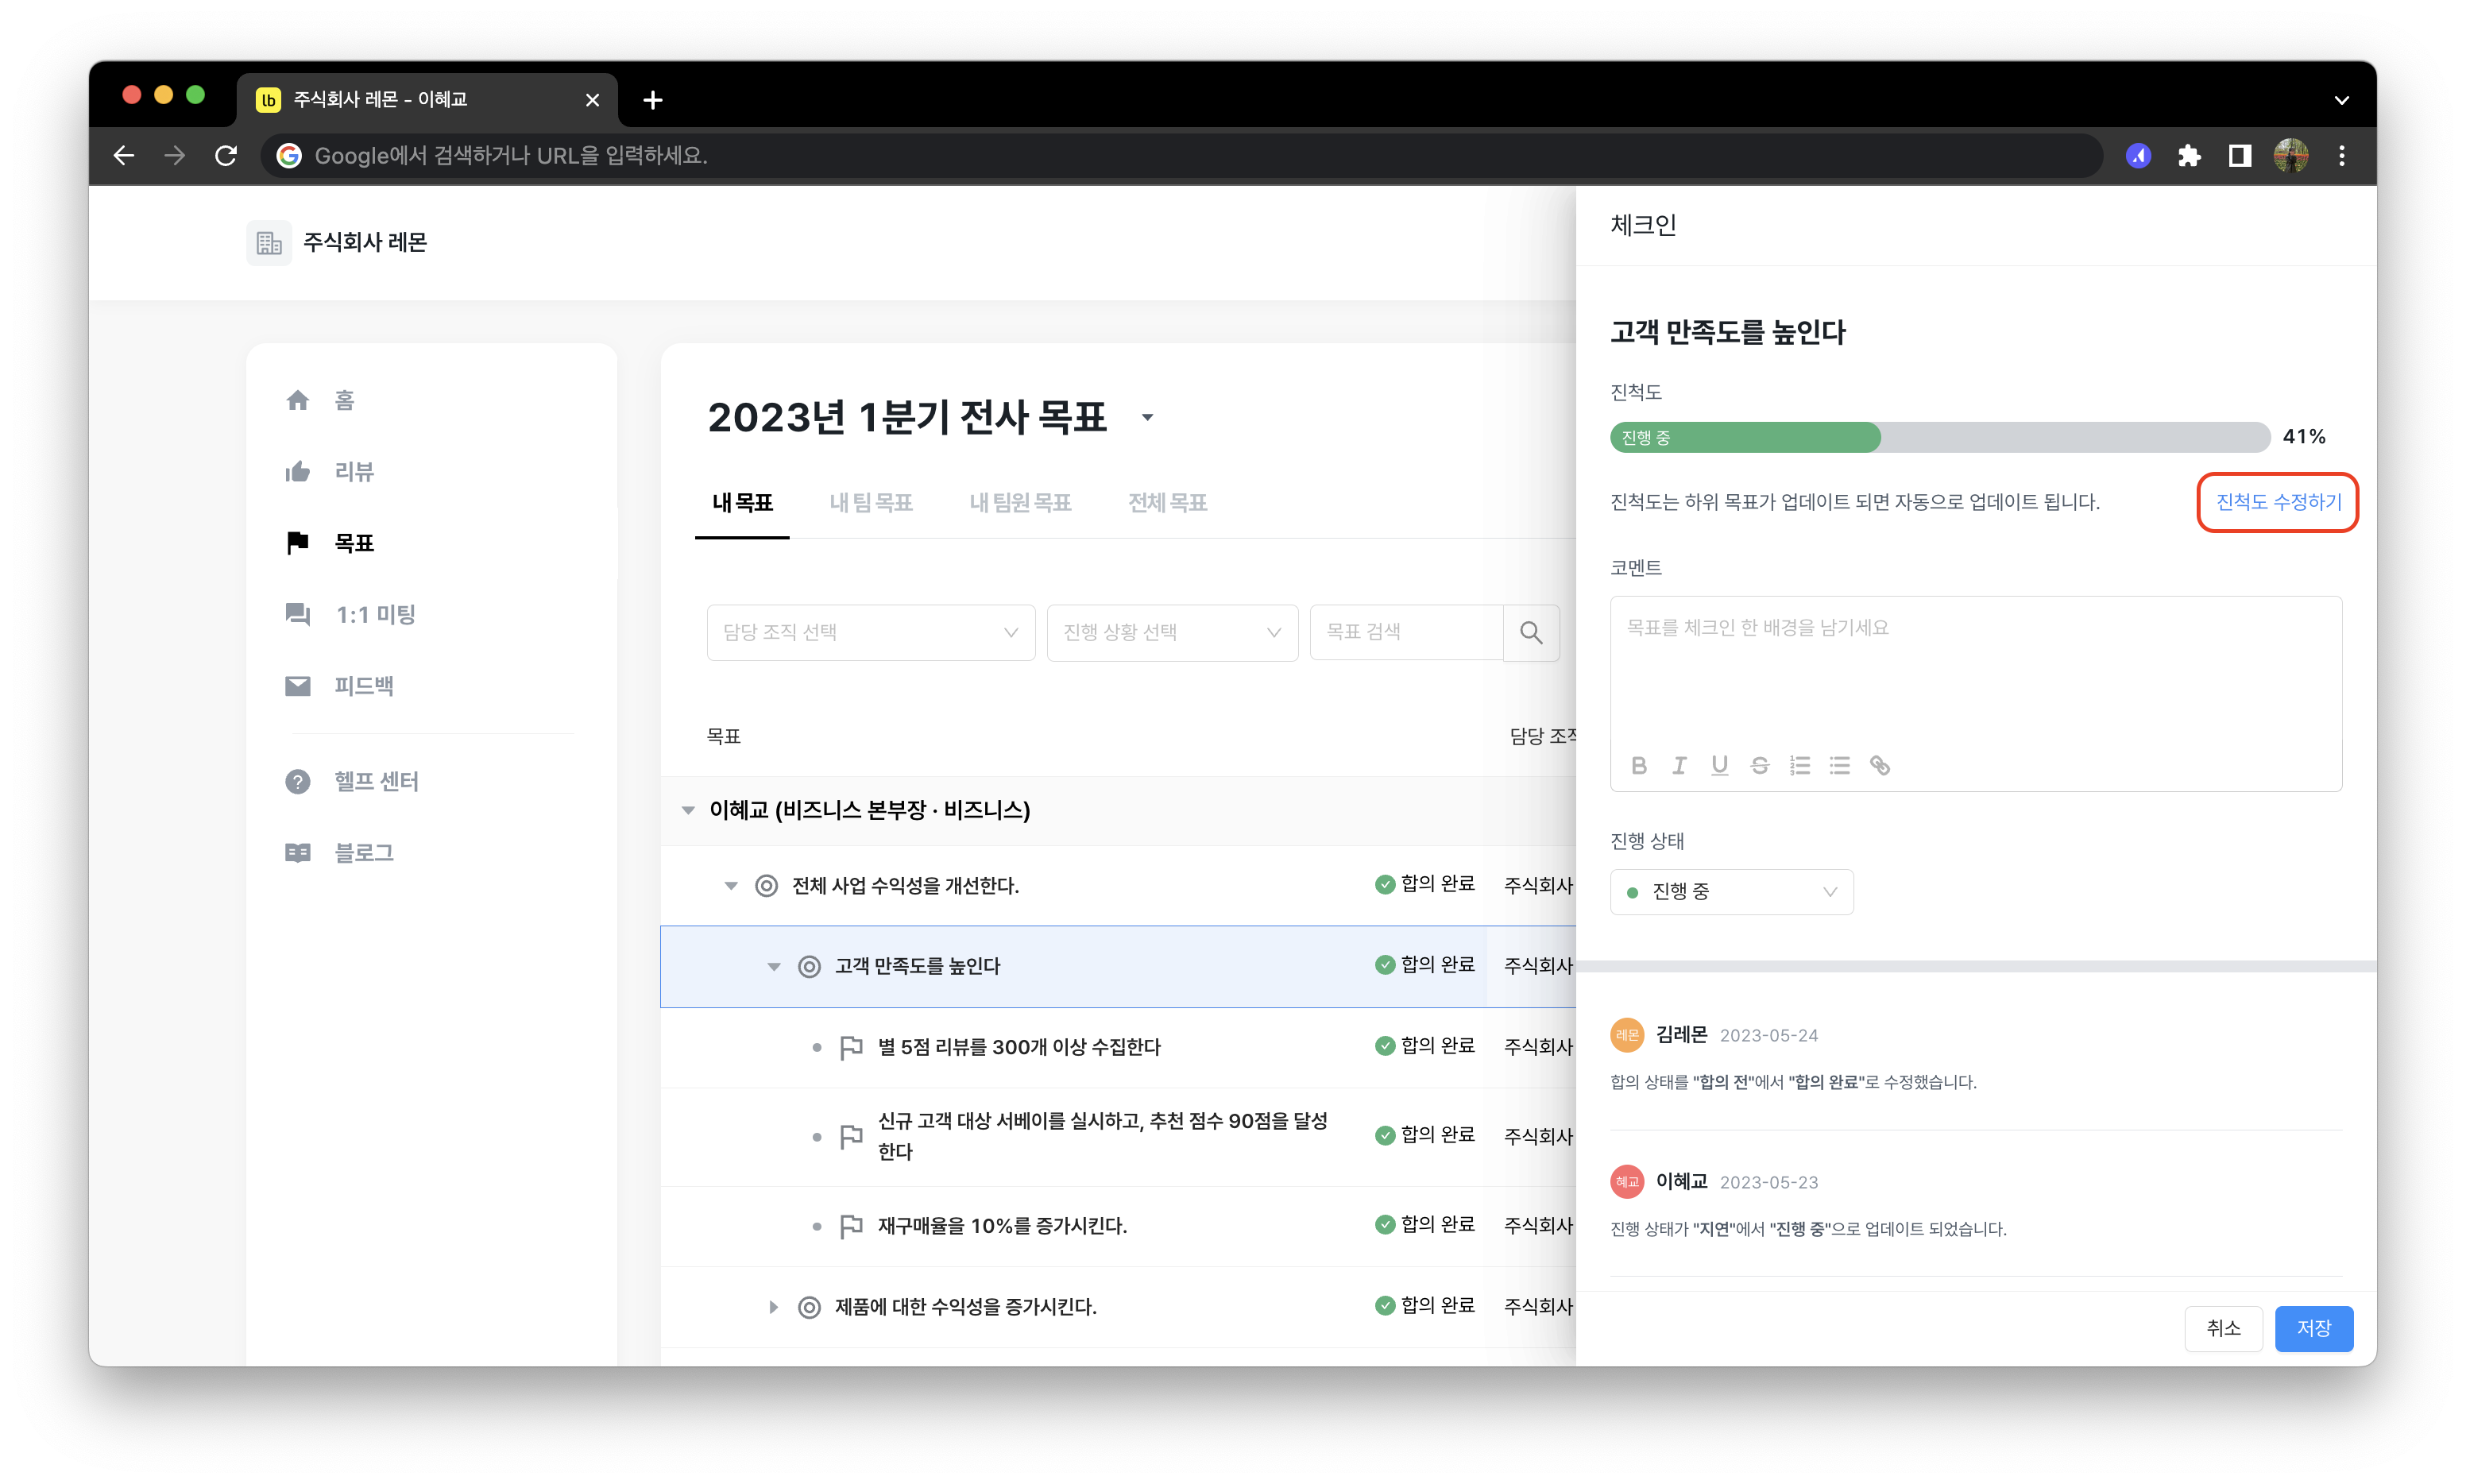 lb 주식회사 레몬 - 이혜교
Google에서 검색하거나 URL을 입력하세요.
주식회사 레몬
홈
리뷰
목표
1:1 미팅
피드백
헬프 센터
블로그
2023년 1분기 전사 목표
내 목표 내 팀 목표 내 팀원 목표 전체 목표
담당 조직 선택 진행 상황 선택 목표 검색
목표 담당 조직
이혜교 (비즈니스 본부장 · 비즈니스)
전체 사업 수익성을 개선한다. 합의 완료 주식회사
고객 만족도를 높인다 합의 완료 주식회사
별 5점 리뷰를 300개 이상 수집한다 합의 완료 주식회사
신규 고객 대상 서베이를 실시하고, 추천 점수 90점을 달성
한다 합의 완료 주식회사
재구매율을 10%를 증가시킨다. 합의 완료 주식회사
제품에 대한 수익성을 증가시킨다. 합의 완료 주식회사
체크인
고객 만족도를 높인다
진척도
진행 중 41%
진척도는 하위 목표가 업데이트 되면 자동으로 업데이트 됩니다. 진척도 수정하기
코멘트
목표를 체크인 한 배경을 남기세요
진행 상태
진행 중
레몬 김레몬 2023-05-24
합의 상태를 "합의 전"에서 "합의 완료"로 수정했습니다.
혜교 이혜교 2023-05-23
진행 상태가 "지연"에서 "진행 중"으로 업데이트 되었습니다.
취소 저장